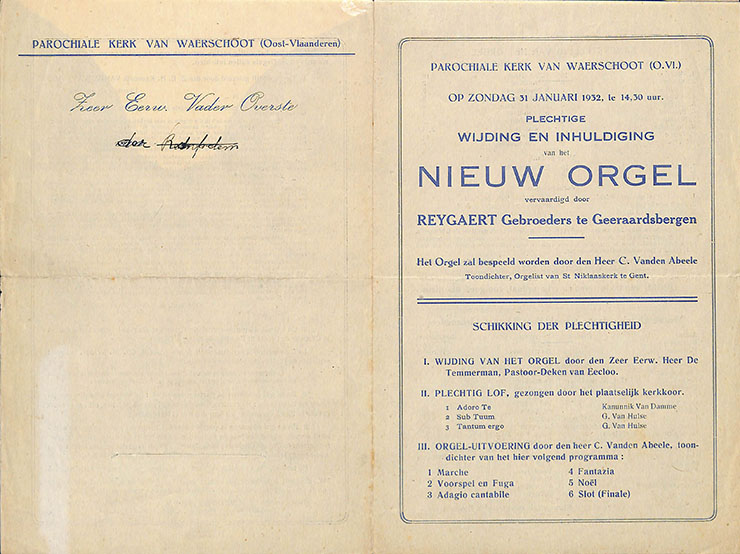 PAROCHIALE KERK VAN WAERSCHOOT (Oost-Vlaanderen)
Zeer Eerw. Vader Overste
PAROCHIALE KERK VAN WAERSCHOOT (O.Vl.)
OP ZONDAG 31 JANUARI 1932, te 14,30 uur.
PLECHTIGE
WIJDING EN INHULDIGING
van het
NIEUW ORGEL
vervaardigd door
REYGAERT Gebroeders te Geeraardsbergen
Het Orgel zal bespeeld worden door den Heer C. Vanden Abeele
Toondichter, Orgelist van St Niklaaskerk te Gent.
SCHIKKING DER PLECHTIGHEID
I. WIJDING VAN HET ORGEL door den Zeer Eerw. Heer De
Temmerman, Pastoor-Deken van Eecloo.
II. PLECHTIG LOF, gezongen door het plaatselijk kerkkoor.
1 Adoro Te Kanunnik Van Damme
2 Sub Tuum G. Van Hulse
3 Tantum ergo G. Van Hulse
III. ORGEL-UITVOERING door den heer C. Vanden Abeele, toon-
dichter van het hier volgend programma :
1 Marche 4 Fantazia
2 Voorspel en Fuga 5 Noël
3 Adagio cantabile 6 Slot (Finale)